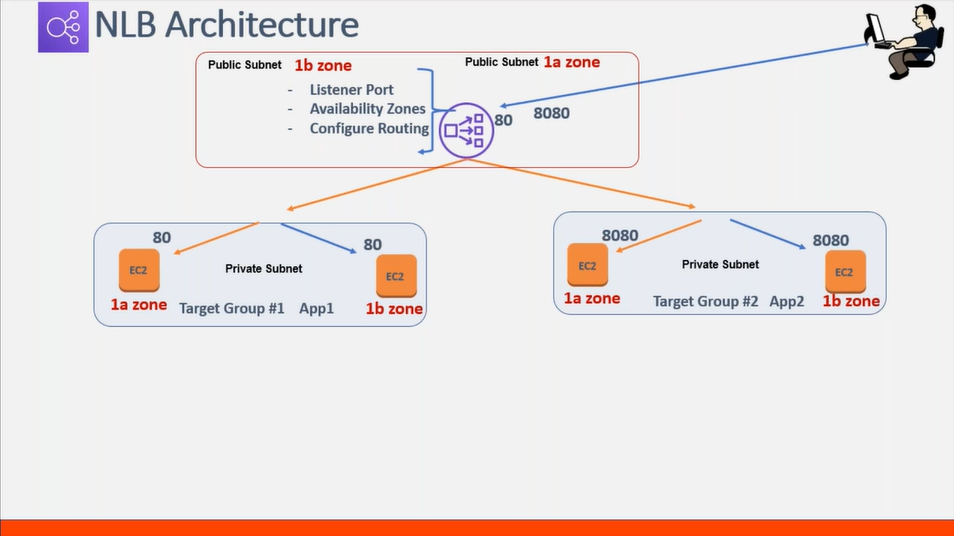 NLB Architecture
Public Subnet 1b zone
Public Subnet 1a zone
- Listener Port
- Availability Zones
- Configure Routing
80
8080
80
80
EC2
EC2
Private Subnet
1a zone
Target Group #1 App1
1b zone
8080
8080
EC2
EC2
Private Subnet
1a zone
Target Group #2 App2
1b zone